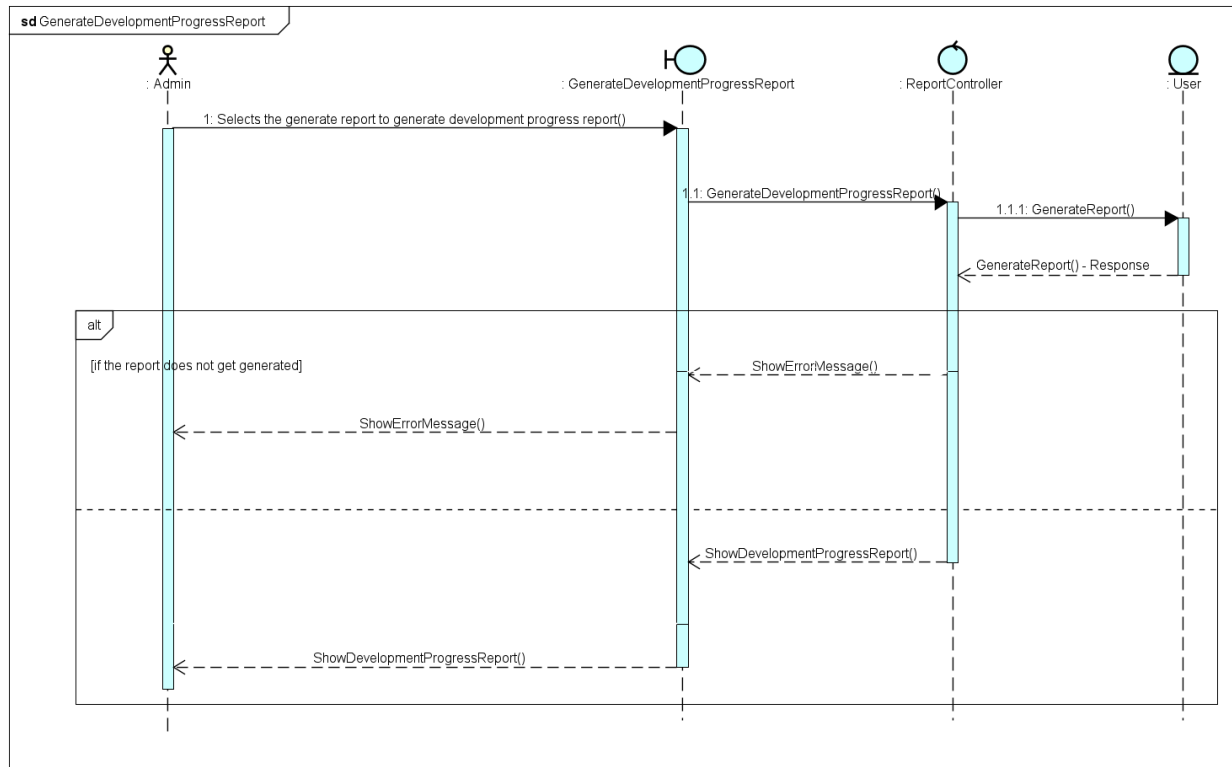 sd GenerateDevelopmentProgressReport
: Admin
: GenerateDevelopmentProgressReport
: ReportController
: User
1: Selects the generate report to generate development progress report()
1.1: GenerateDevelopmentProgressReport()
1.1.1: GenerateReport()
GenerateReport() - Response
alt
[if the report does not get generated]
ShowErrorMessage()
ShowErrorMessage()
ShowDevelopmentProgressReport()
ShowDevelopmentProgressReport()